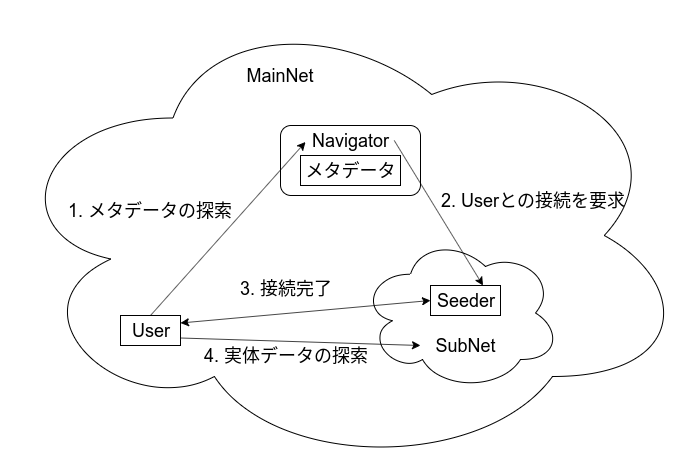 MainNet
Navigator
メタデータ
1. メタデータの探索
2. Userとの接続を要求
3. 接続完了
Seeder
User
SubNet
4. 実体データの探索